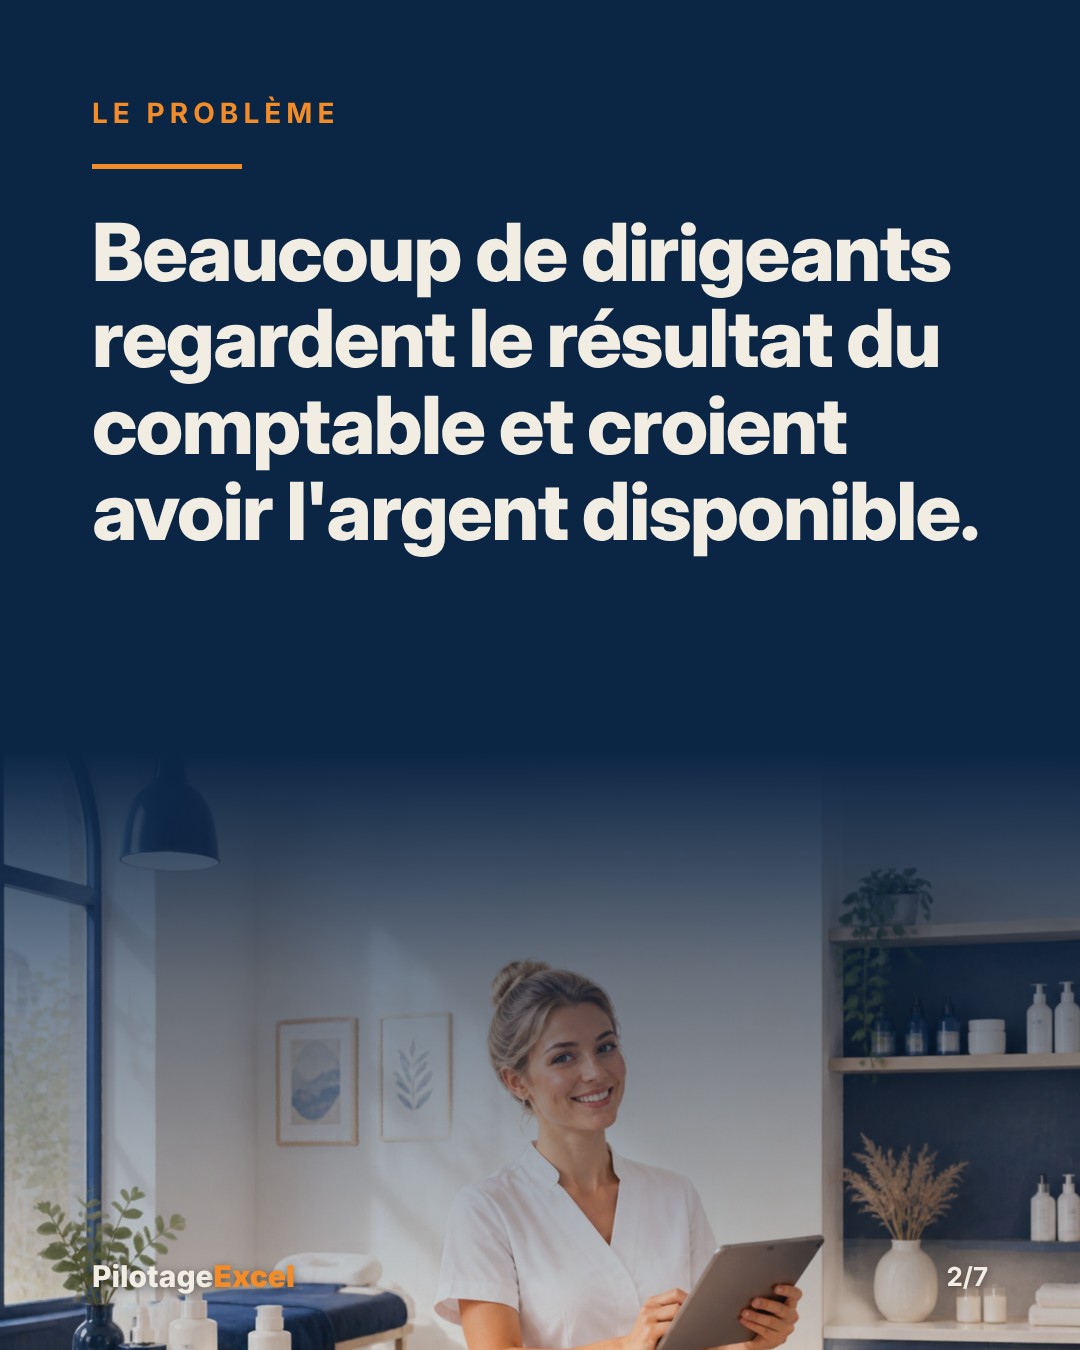 LE PROBLÈME
Beaucoup de dirigeants
regardent le résultat du
comptable et croient
avoir l'argent disponible.
PilotageExcel
2/7